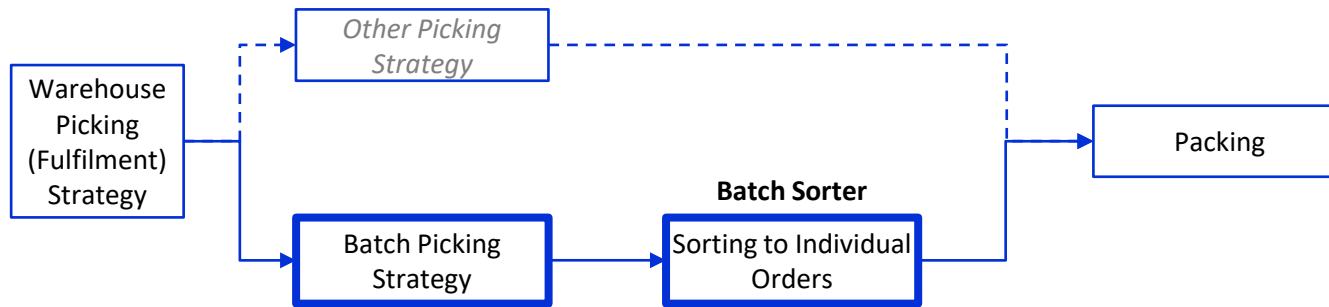 Other Picking
Strategy
Warehouse
Picking
(Fulfilment)
Strategy
Packing
Batch Sorter
Batch Picking
Strategy
Sorting to Individual
Orders